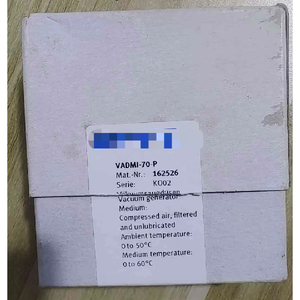 VADMI-70-P
Mat.-Nr.: 162526
Serie: K002
Vacuum generator
Medium:
Compressed air, filtered
and unlubricated
Ambient temperature:
0 to 50°C
Medium temperature:
0 to 60°C